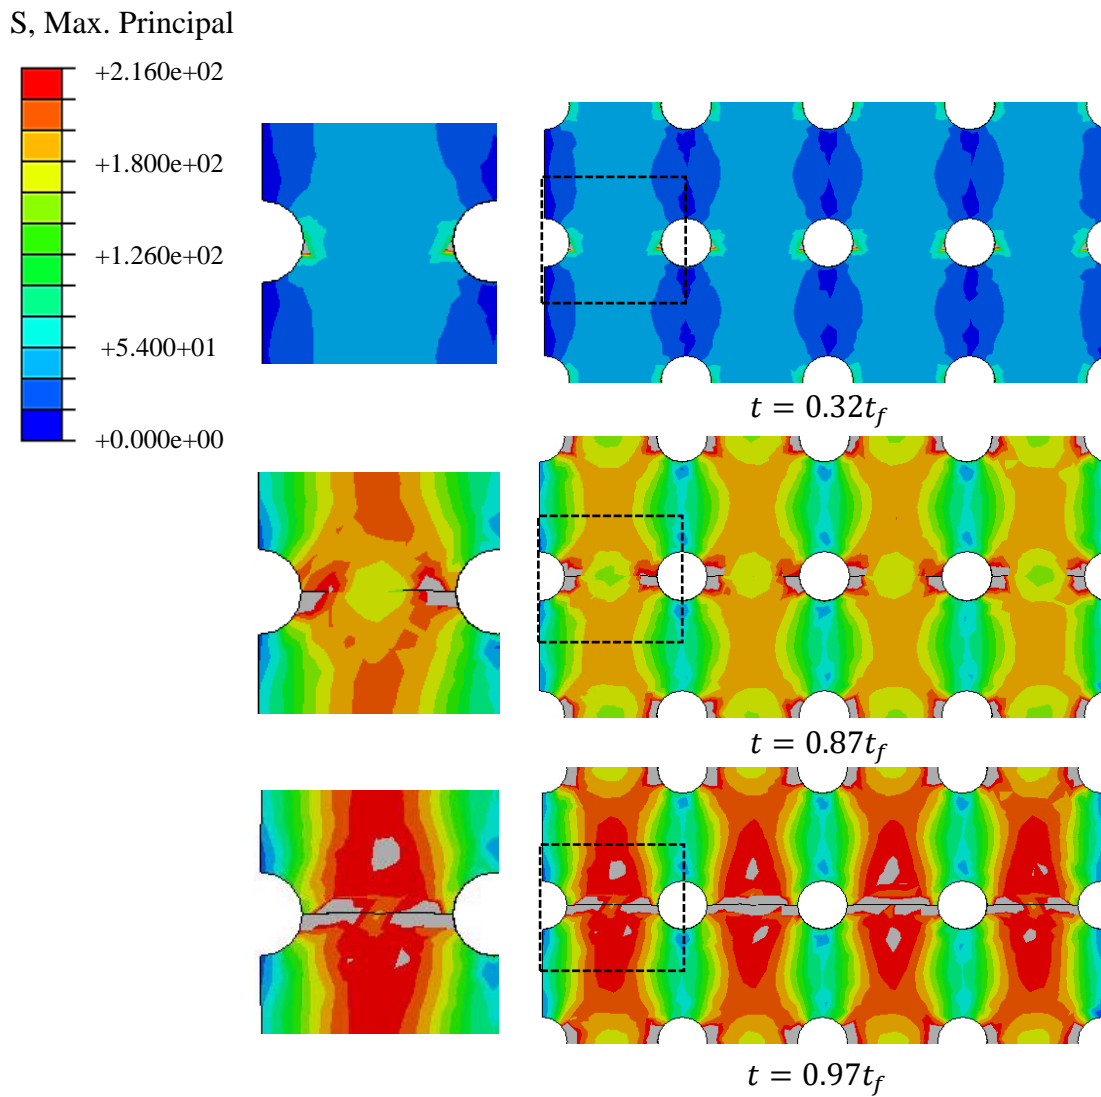 S, Max. Principal
+2.160e+02
+1.800e+02
+1.260e+02
+5.400+01
+0.000e+00
t = 0.32t_f
t = 0.87t_f
t = 0.97t_f